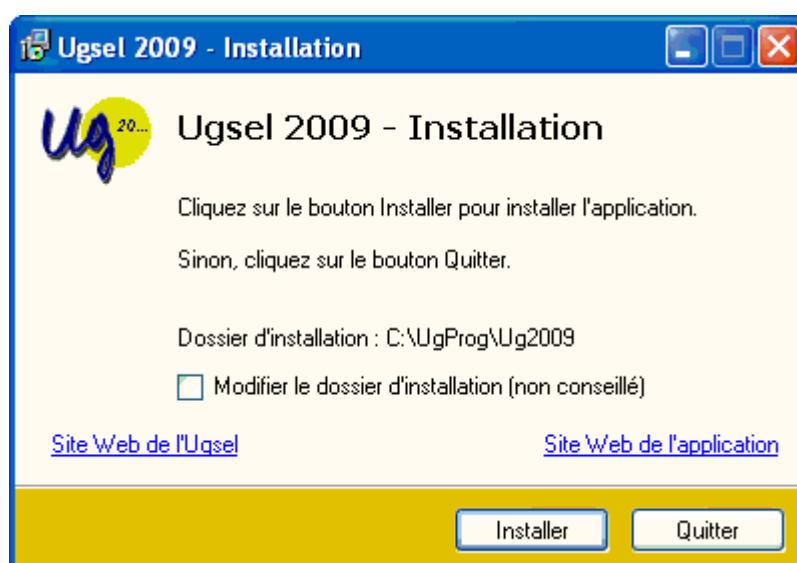 Ugsel 2009 - Installation
Ug 20...
Ugsel 2009 - Installation
Cliquez sur le bouton Installer pour installer l'application.
Sinon, cliquez sur le bouton Quitter.
Dossier d'installation : C:\UgProg\Ug2009
Modifier le dossier d'installation (non conseillé)
Site Web de l'Ugsel
Site Web de l'application
Installer
Quitter